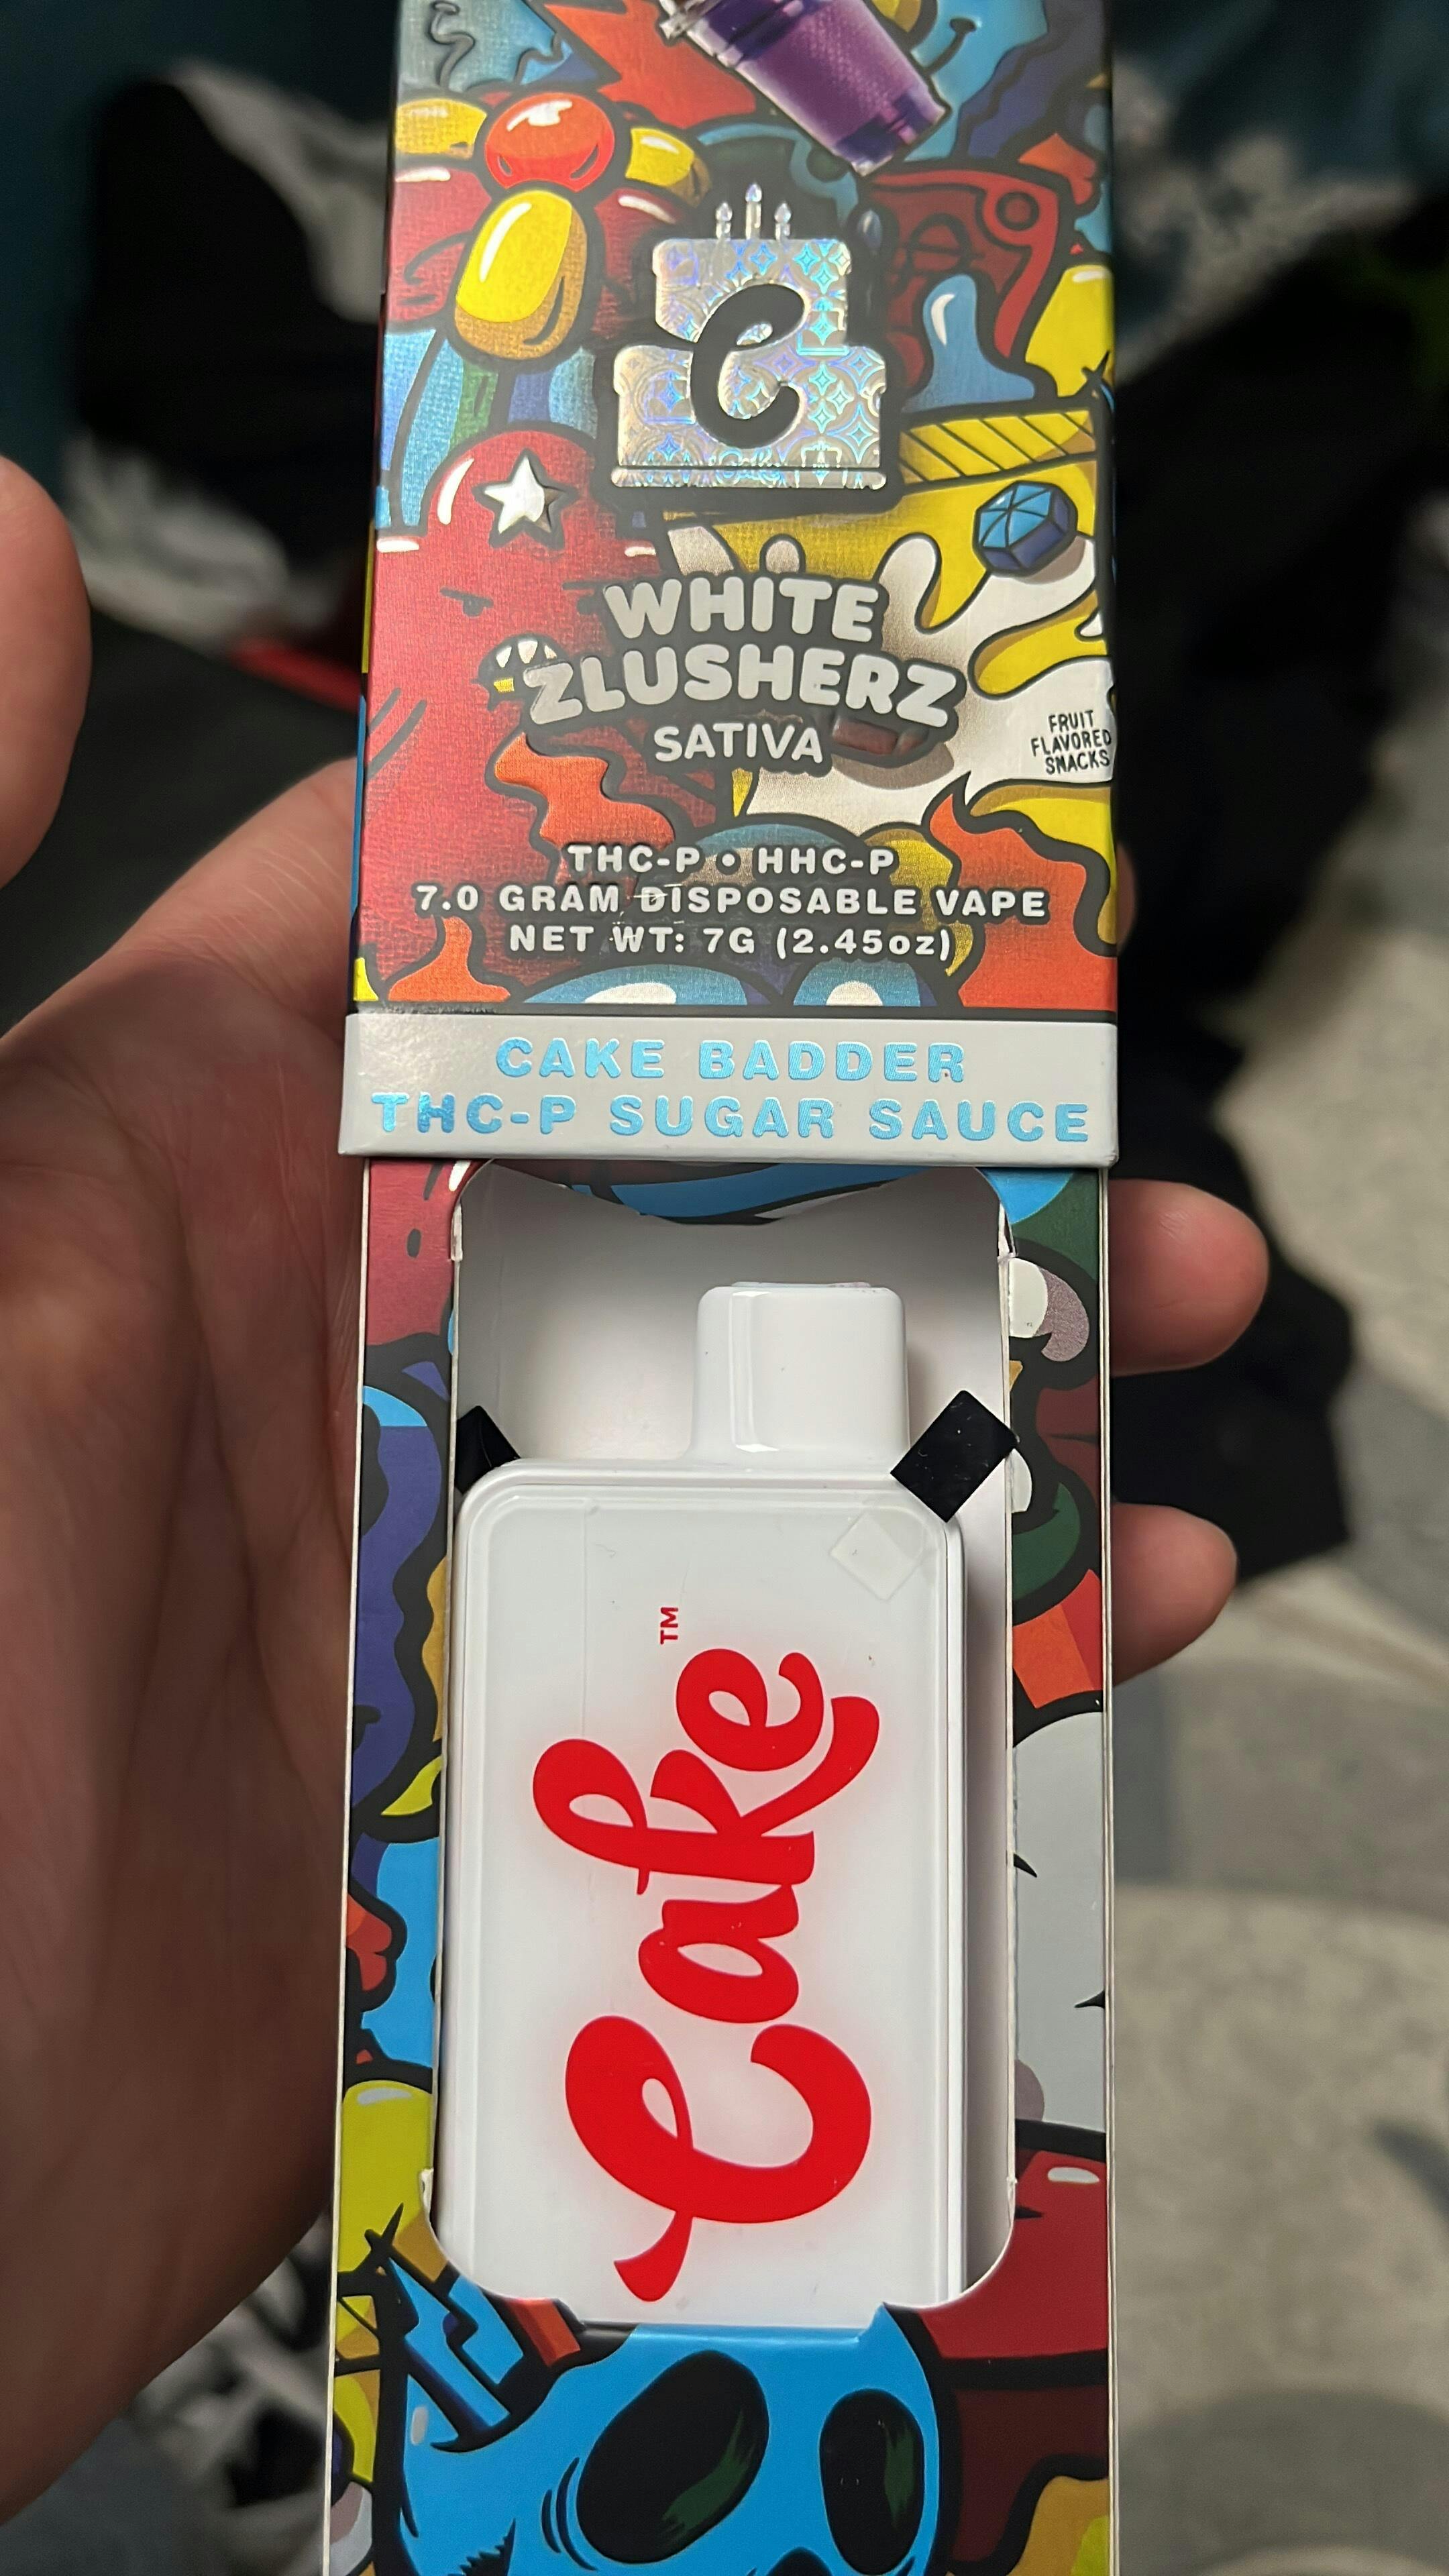 C
WHITE
ZLUSHERZ
SATIVA
FRUIT
FLAVORED
SNACKS
THC-P • HHC-P
7.0 GRAM DISPOSABLE VAPE
NET WT: 7G (2.45oz)
CAKE BADDER
THC-P SUGAR SAUCE
Cake™